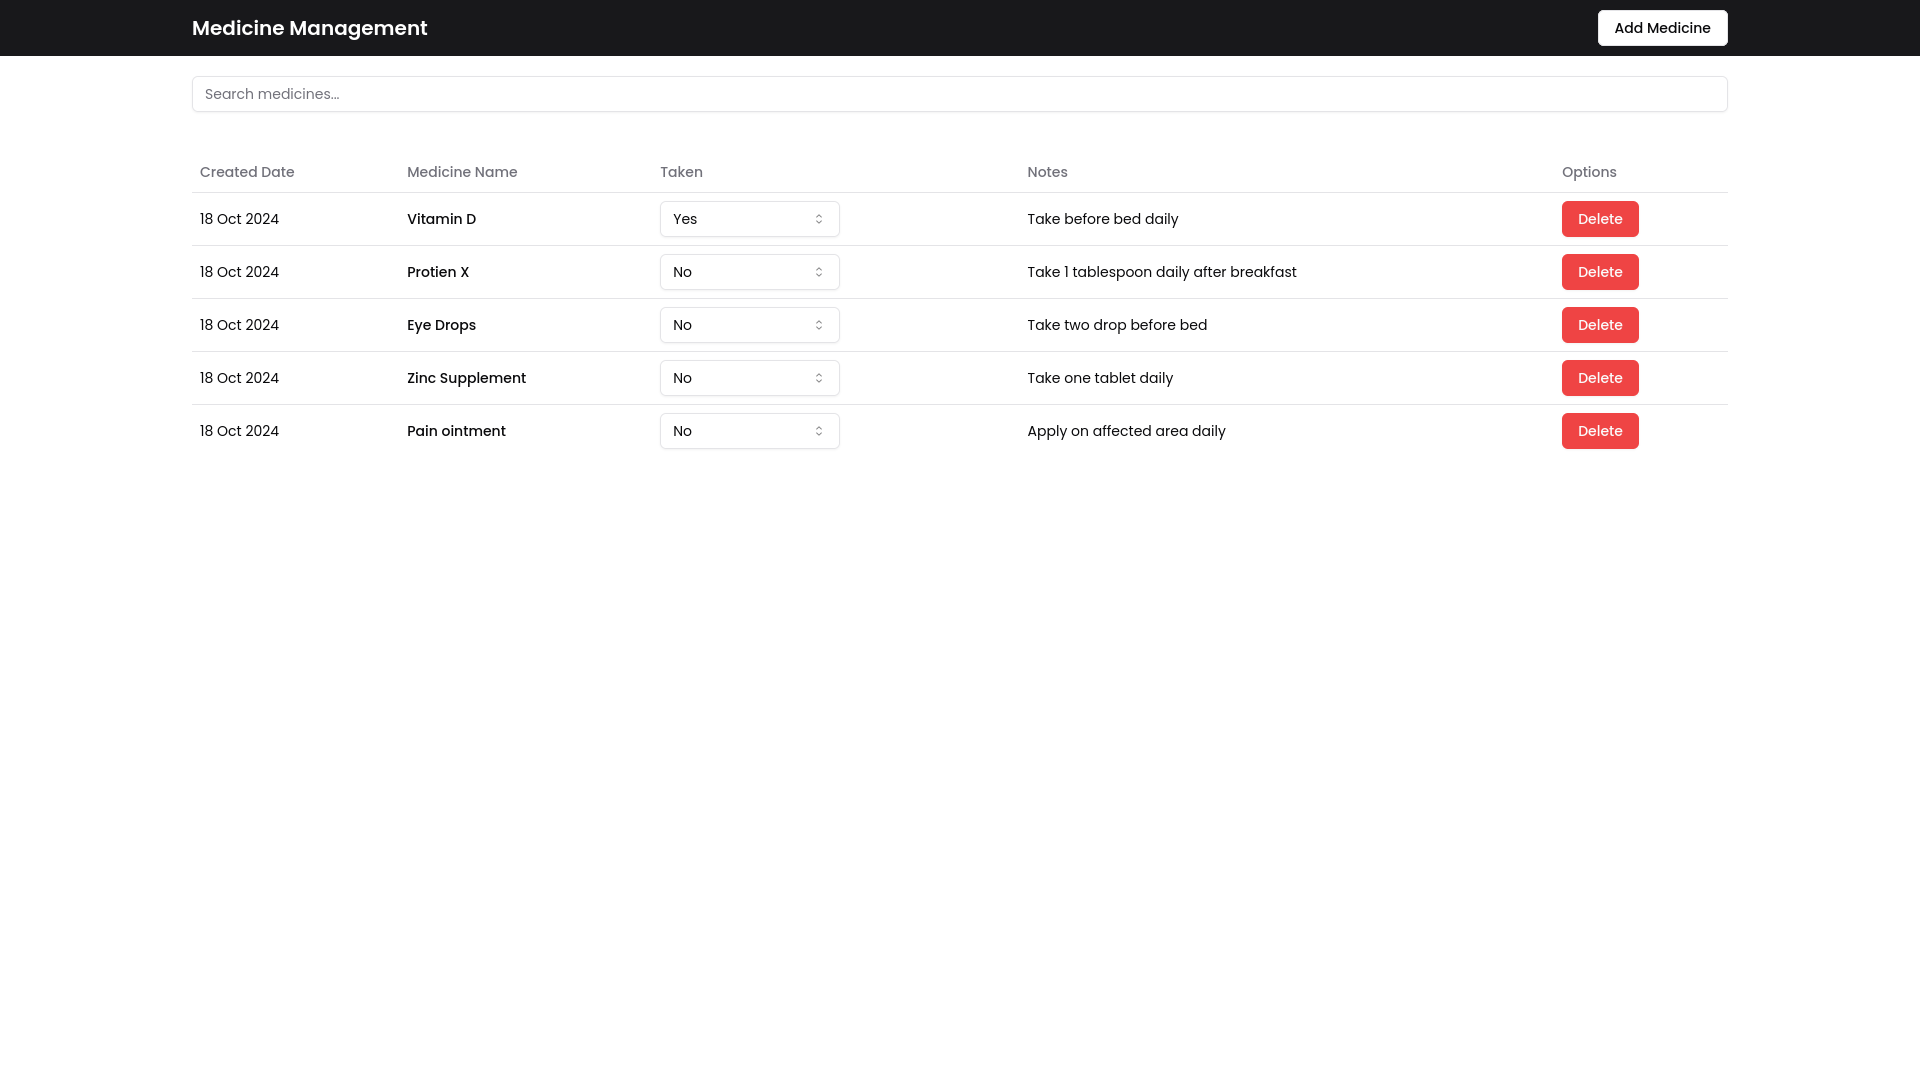 Medicine Management Add Medicine
Search medicines...
Created Date Medicine Name Taken Notes Options
18 Oct 2024 Vitamin D Yes Take before bed daily Delete
18 Oct 2024 Protien X No Take 1 tablespoon daily after breakfast Delete
18 Oct 2024 Eye Drops No Take two drop before bed Delete
18 Oct 2024 Zinc Supplement No Take one tablet daily Delete
18 Oct 2024 Pain ointment No Apply on affected area daily Delete